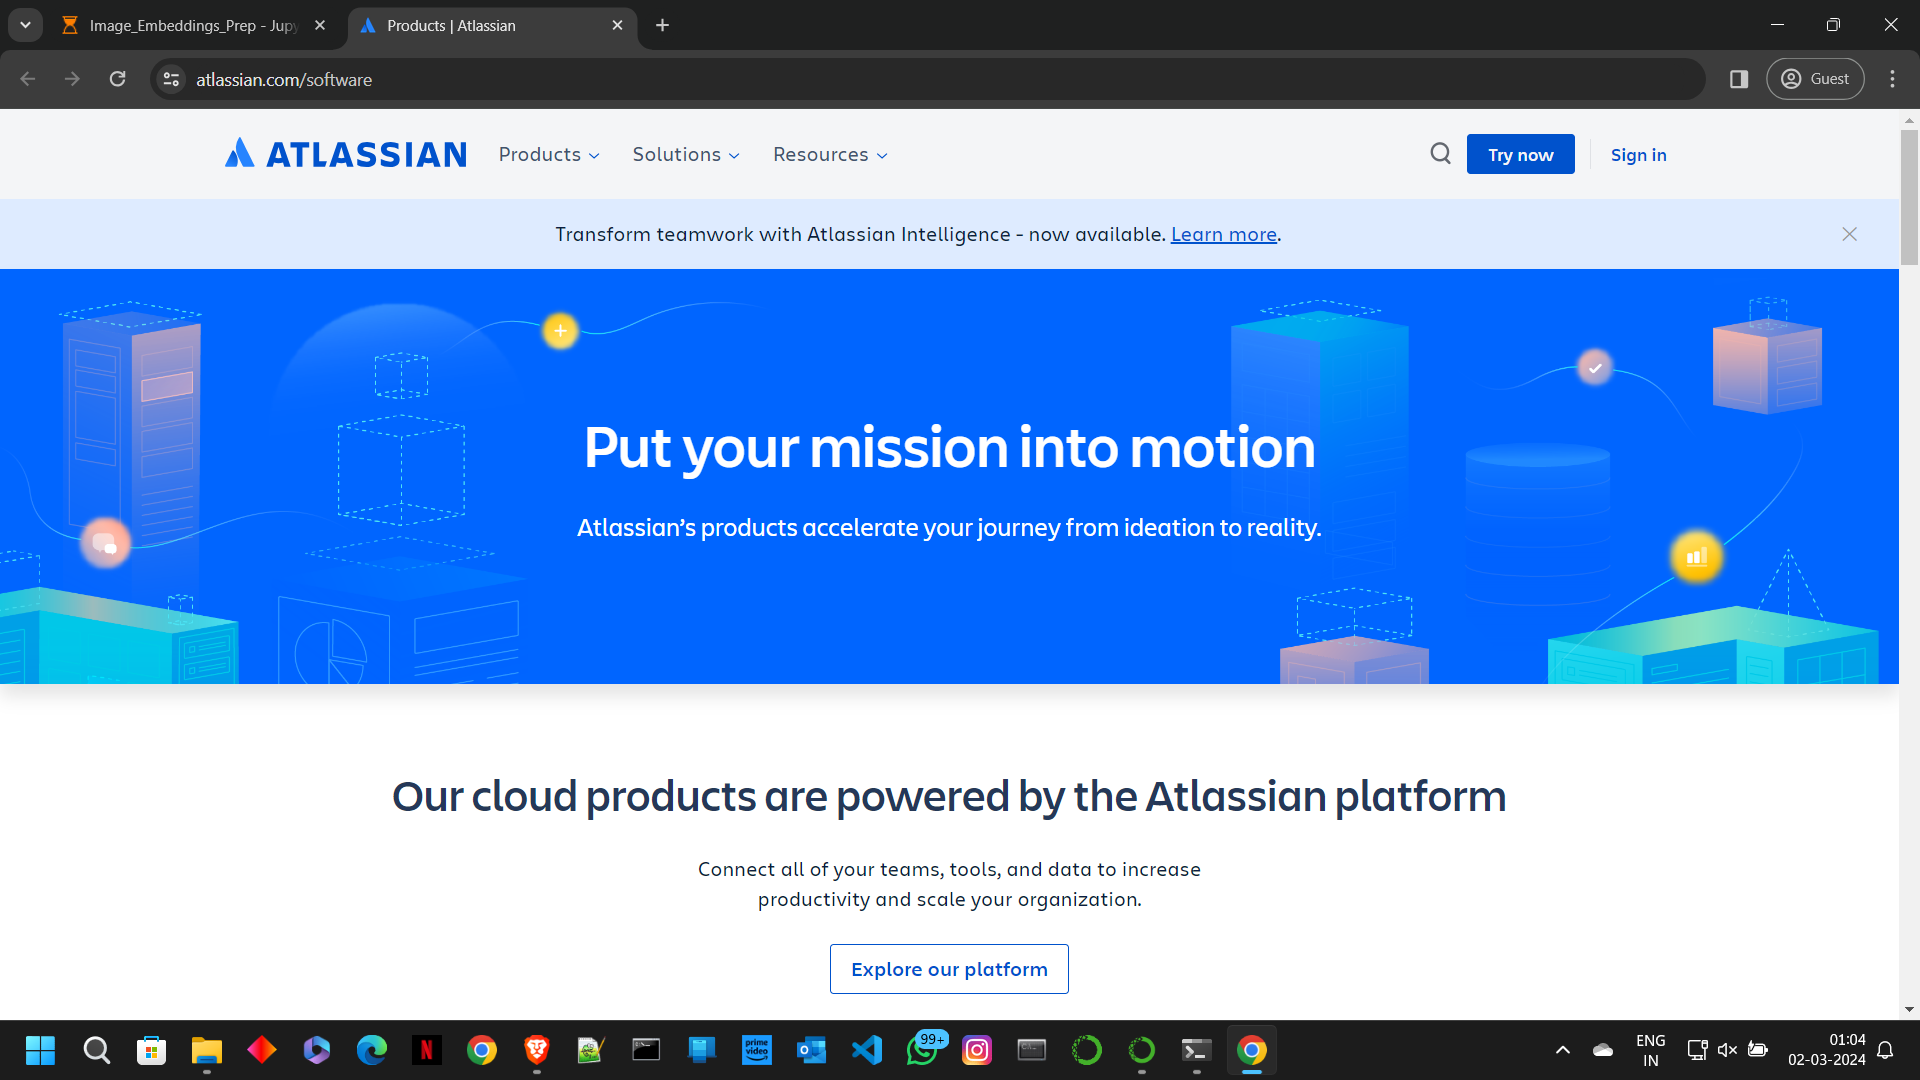 Image_Embeddings_Prep - Jupy
Products | Atlassian
atlassian.com/software
Guest
ATLASSIAN
Products
Solutions
Resources
Try now
Sign in
Transform teamwork with Atlassian Intelligence - now available. Learn more.
Put your mission into motion
Atlassian’s products accelerate your journey from ideation to reality.
Our cloud products are powered by the Atlassian platform
Connect all of your teams, tools, and data to increase
productivity and scale your organization.
Explore our platform
N
prime
video
99+
ENG
IN
01:04
02-03-2024